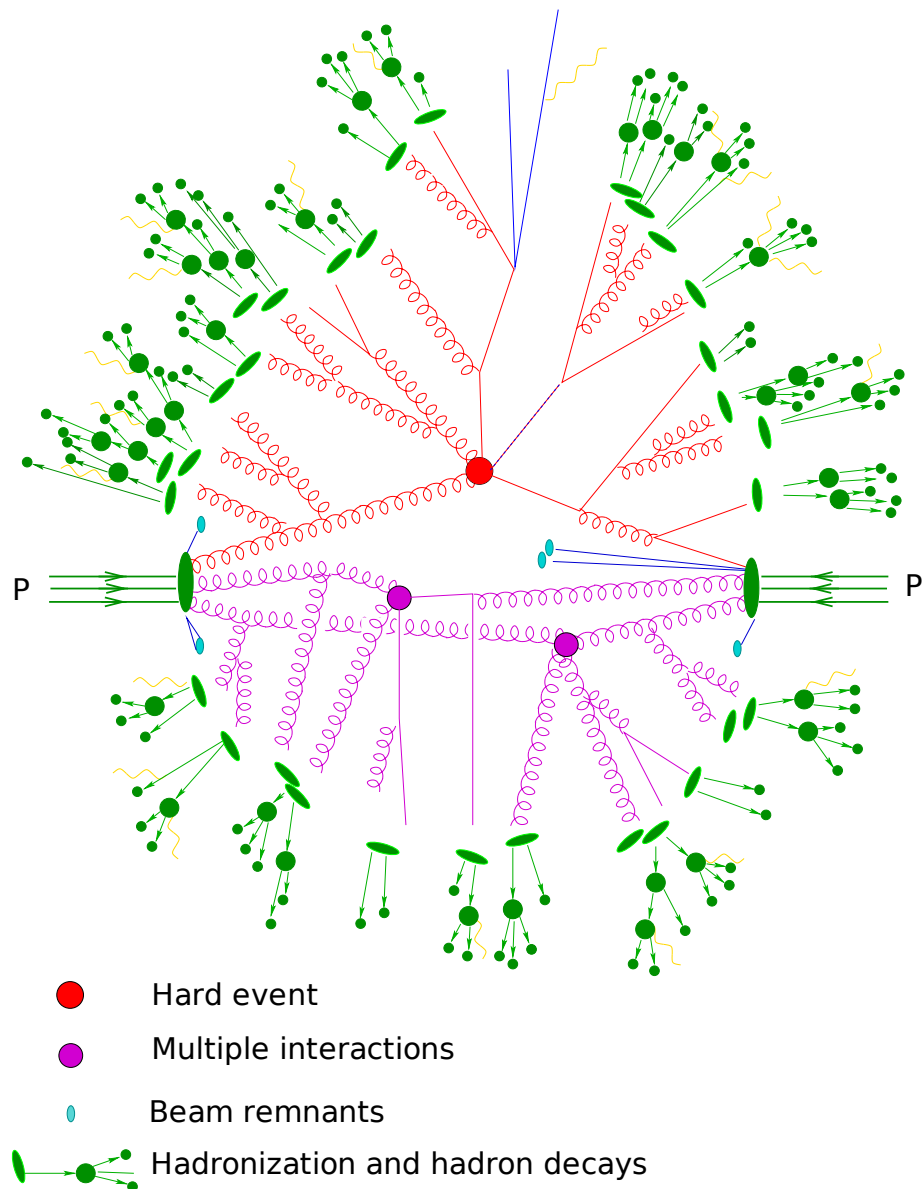 P
P
Hard event
Multiple interactions
Beam remnants
Hadronization and hadron decays